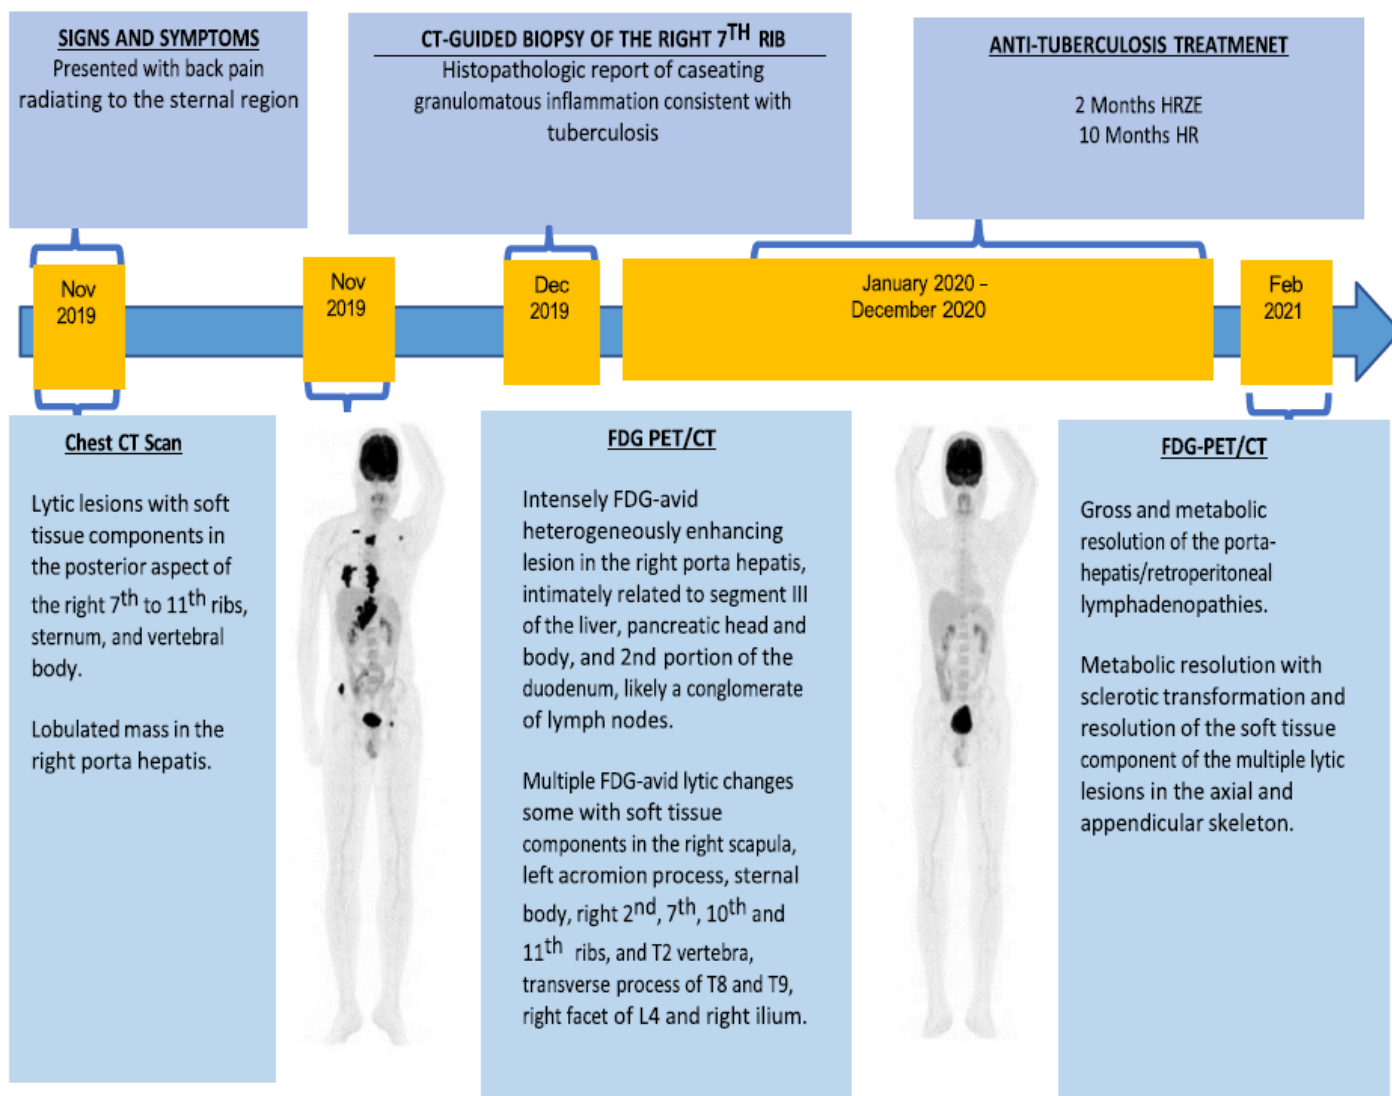 SIGNS AND SYMPTOMS
Presented with back pain
radiating to the sternal region
CT-GUIDED BIOPSY OF THE RIGHT 7TH RIB
Histopathologic report of caseating
granulomatous inflammation consistent with
tuberculosis
ANTI-TUBERCULOSIS TREATMENET
2 Months HRZE
10 Months HR
Nov
2019
Nov
2019
Dec
2019
January 2020 –
December 2020
Feb
2021
Chest CT Scan
Lytic lesions with soft
tissue components in
the posterior aspect of
the right 7th to 11th ribs,
sternum, and vertebral
body.
Lobulated mass in the
right porta hepatis.
FDG PET/CT
Intensely FDG-avid
heterogeneously enhancing
lesion in the right porta hepatis,
intimately related to segment III
of the liver, pancreatic head and
body, and 2nd portion of the
duodenum, likely a conglomerate
of lymph nodes.
Multiple FDG-avid lytic changes
some with soft tissue
components in the right scapula,
left acromion process, sternal
body, right 2nd, 7th, 10th and
11th ribs, and T2 vertebra,
transverse process of T8 and T9,
right facet of L4 and right ilium.
FDG-PET/CT
Gross and metabolic
resolution of the porta-
hepatis/retroperitoneal
lymphadenopathies.
Metabolic resolution with
sclerotic transformation and
resolution of the soft tissue
component of the multiple lytic
lesions in the axial and
appendicular skeleton.